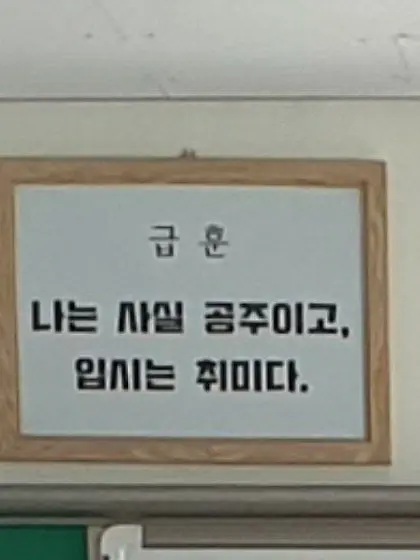 급 훈
나는 사실 공주이고,
입시는 취미다.